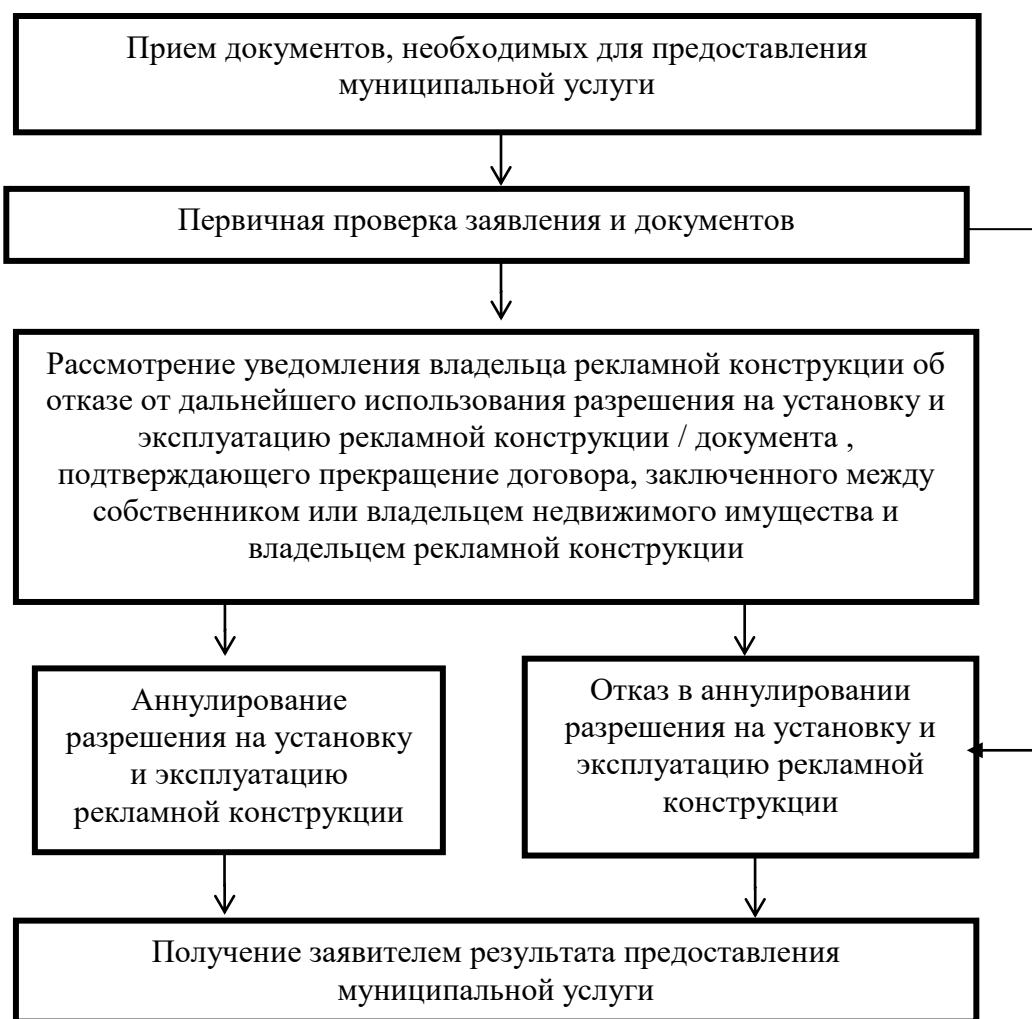 Прием документов, необходимых для предоставления
муниципальной услуги
Первичная проверка заявления и документов
Рассмотрение уведомления владельца рекламной конструкции об
отказе от дальнейшего использования разрешения на установку и
эксплуатацию рекламной конструкции / документа ,
подтверждающего прекращение договора, заключенного между
собственником или владельцем недвижимого имущества и
владельцем рекламной конструкции
Аннулирование
разрешения на установку
и эксплуатацию
рекламной конструкции
Отказ в аннулировании
разрешения на установку и
эксплуатацию рекламной
конструкции
Получение заявителем результата предоставления
муниципальной услуги